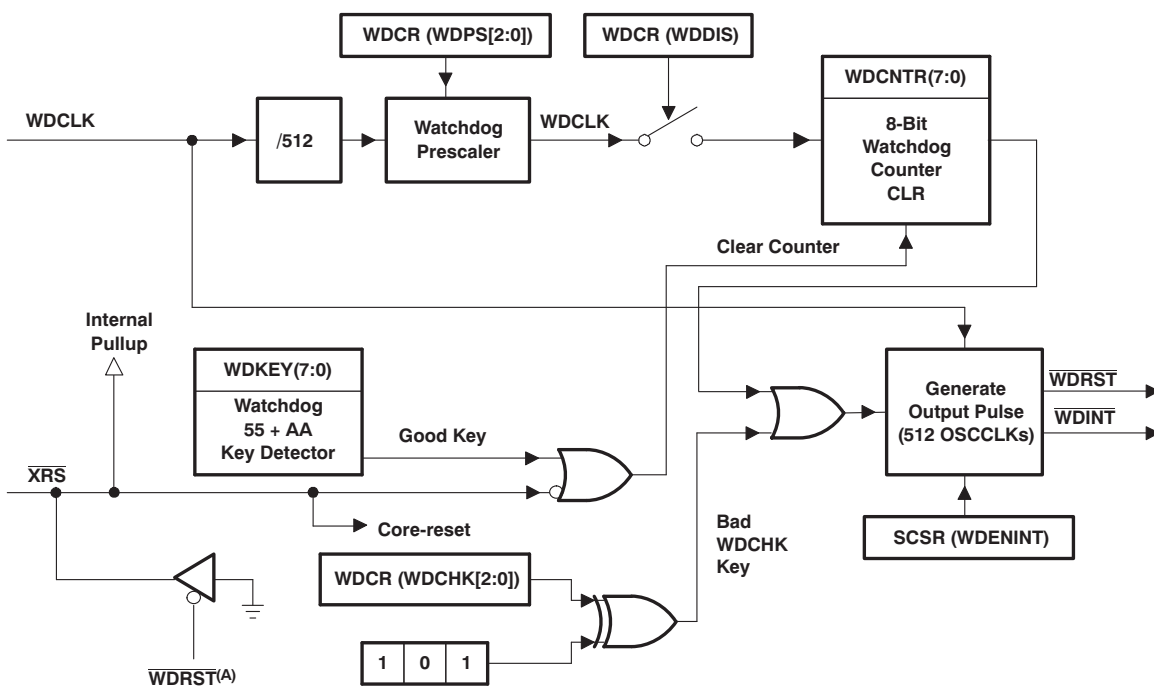 WDCR (WDPS[2:0])
WDCR (WDDIS)
WDCNTR(7:0)
WDCLK
/512
Watchdog
Prescaler
WDCLK
8-Bit
Watchdog
Counter
CLR
Clear Counter
Internal
Pullup
WDKEY(7:0)
Watchdog
55 + AA
Key Detector
Good Key
Generate
Output Pulse
(512 OSCCLKs)
WDRST
WDINT
XRS
Core-reset
Bad
WDCHK
Key
SCSR (WDENINT)
WDCR (WDCHK[2:0])
1 0 1
WDRST(A)